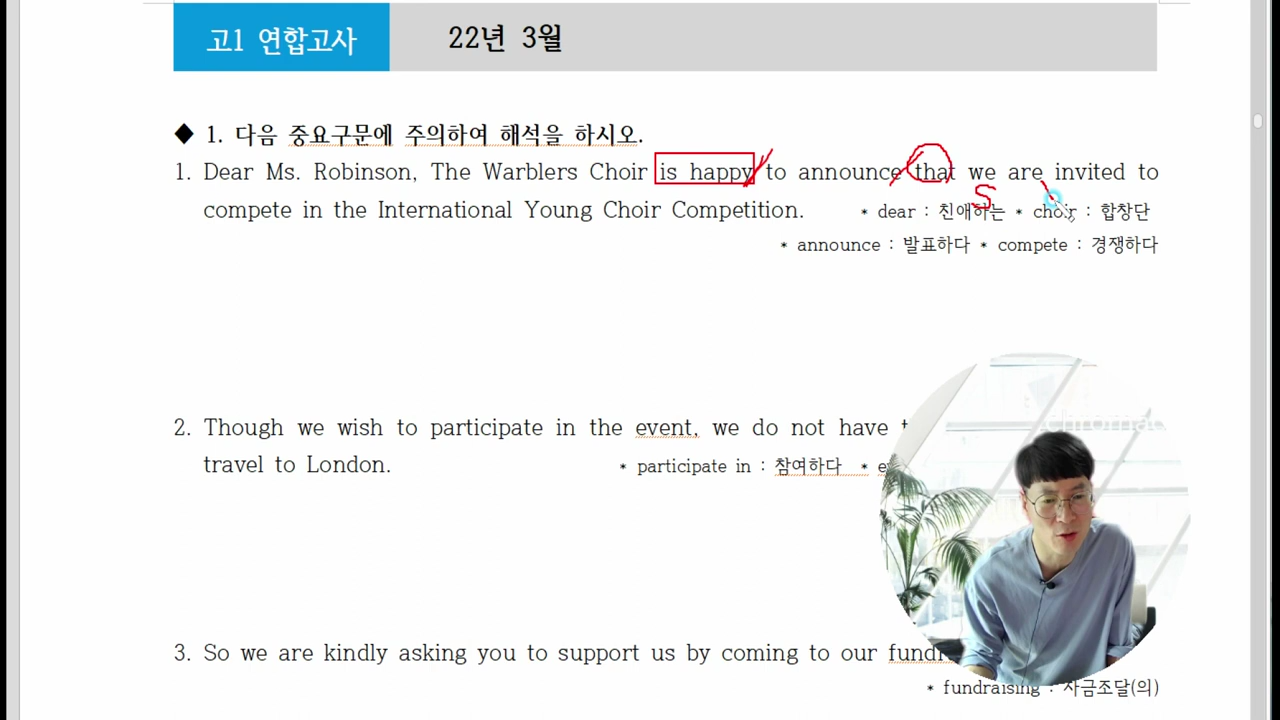 고1 연합고사
22년 3월
◆ 1. 다음 중요구문에 주의하여 해석을 하시오.
1. Dear Ms. Robinson, The Warblers Choir is happy to announce that we are invited to
S
compete in the International Young Choir Competition. * dear : 친애하는 * choir : 합창단
* announce : 발표하다 * compete : 경쟁하다
2. Though we wish to participate in the event, we do not have
travel to London. * participate in : 참여하다 *
3. So we are kindly asking you to support us by coming to our
* fundraising : 자금조달(의)